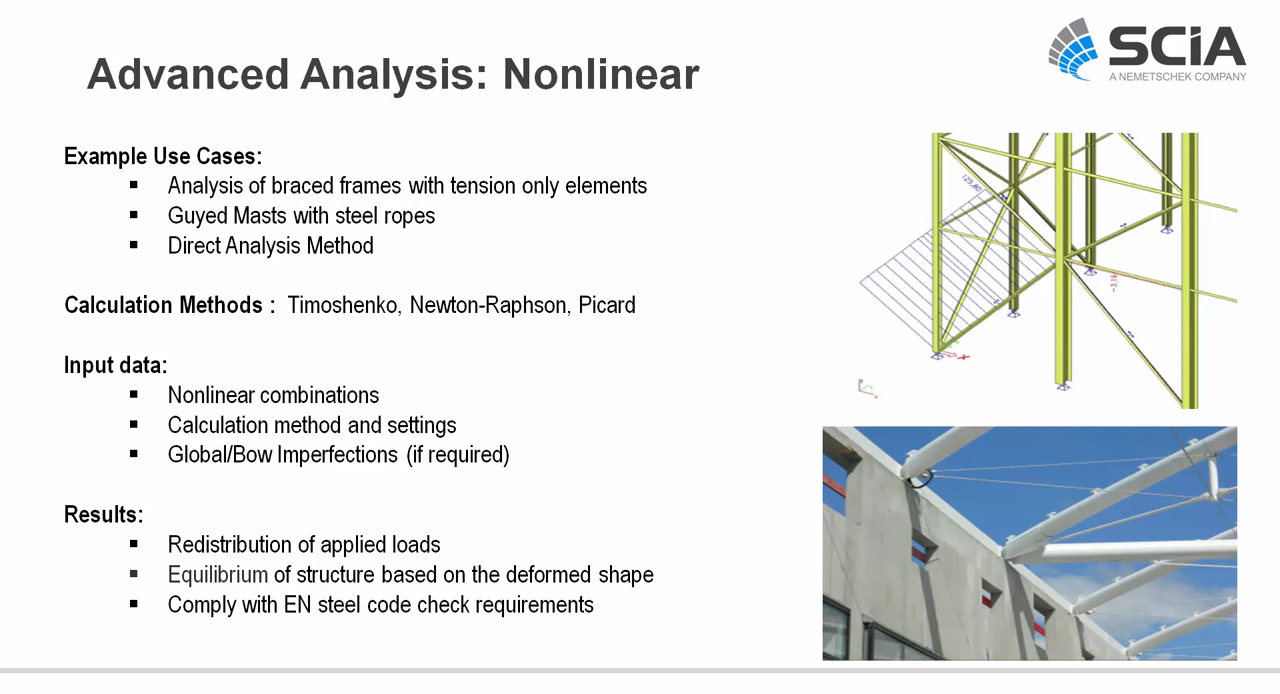 Advanced Analysis: Nonlinear
SCiA
A NEMETSCHEK COMPANY
Example Use Cases:
▪ Analysis of braced frames with tension only elements
▪ Guyed Masts with steel ropes
▪ Direct Analysis Method
Calculation Methods : Timoshenko, Newton-Raphson, Picard
Input data:
▪ Nonlinear combinations
▪ Calculation method and settings
▪ Global/Bow Imperfections (if required)
Results:
▪ Redistribution of applied loads
▪ Equilibrium of structure based on the deformed shape
▪ Comply with EN steel code check requirements
125,80